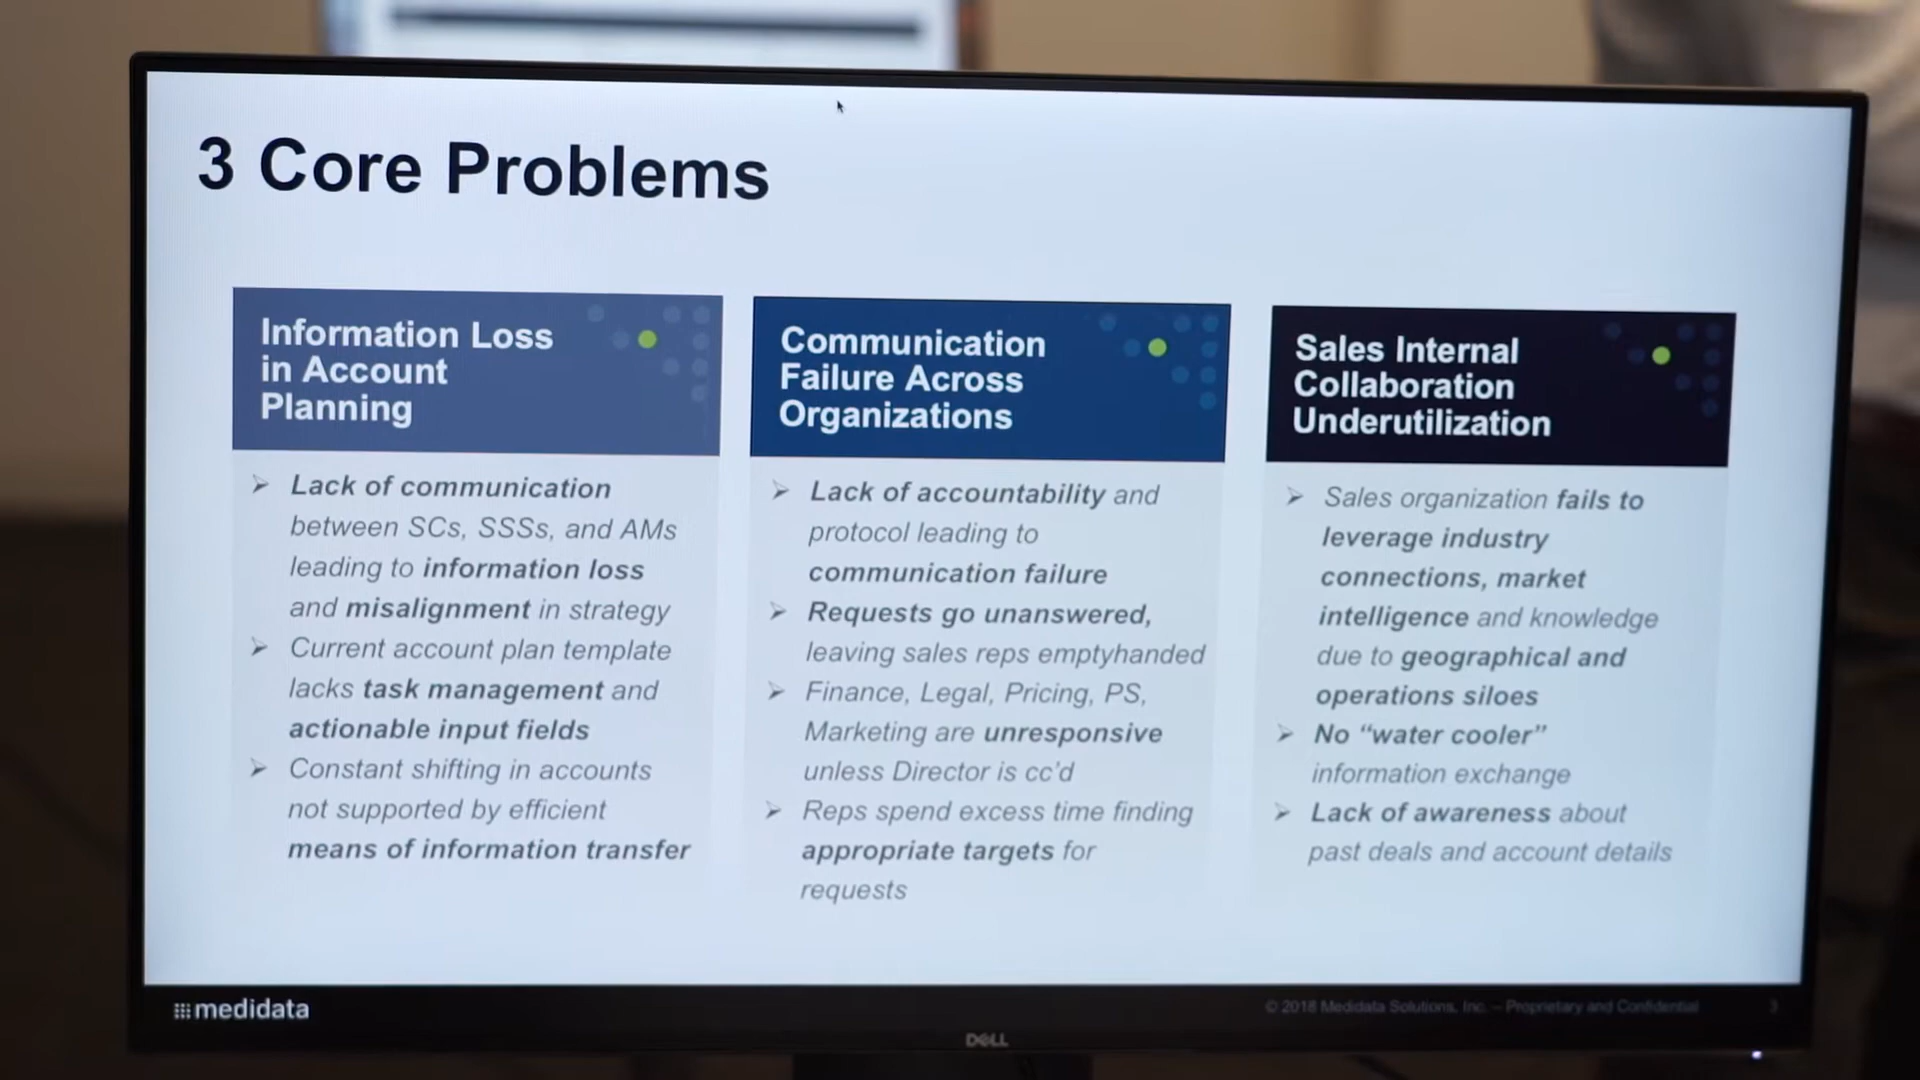 3 Core Problems
Information Loss
in Account
Planning
Lack of communication
between SCs, SSSs, and AMs
leading to information loss
and misalignment in strategy
Current account plan template
lacks task management and
actionable input fields
Constant shifting in accounts
not supported by efficient
means of information transfer
Communication
Failure Across
Organizations
Lack of accountability and
protocol leading to
communication failure
Requests go unanswered,
leaving sales reps emptyhanded
Finance, Legal, Pricing, PS,
Marketing are unresponsive
unless Director is cc'd
Reps spend excess time finding
appropriate targets for
requests
Sales Internal
Collaboration
Underutilization
Sales organization fails to
leverage industry
connections, market
intelligence and knowledge
due to geographical and
operations siloes
No “water cooler”
information exchange
Lack of awareness about
past deals and account details
medidata
© 2018 Medidata Solutions, Inc. – Proprietary and Confidential
3
DELL